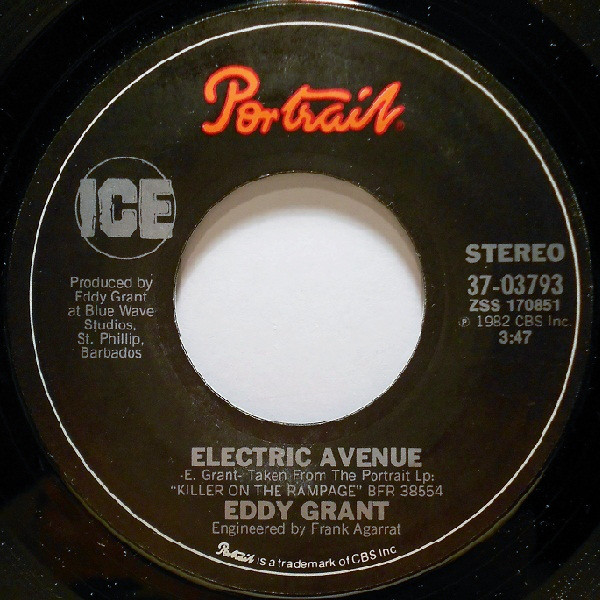 Portrait.
ICE
Produced by
Eddy Grant
at Blue Wave
Studios,
St. Phillip,
Barbados
STEREO
37-03793
ZSS 170851
℗ 1982 CBS Inc.
3:47
ELECTRIC AVENUE
-E. Grant- Taken From The Portrait Lp:
"KILLER ON THE RAMPAGE" BFR 38554
EDDY GRANT
Engineered by Frank Agarrat
Portrait is a trademark of CBS Inc